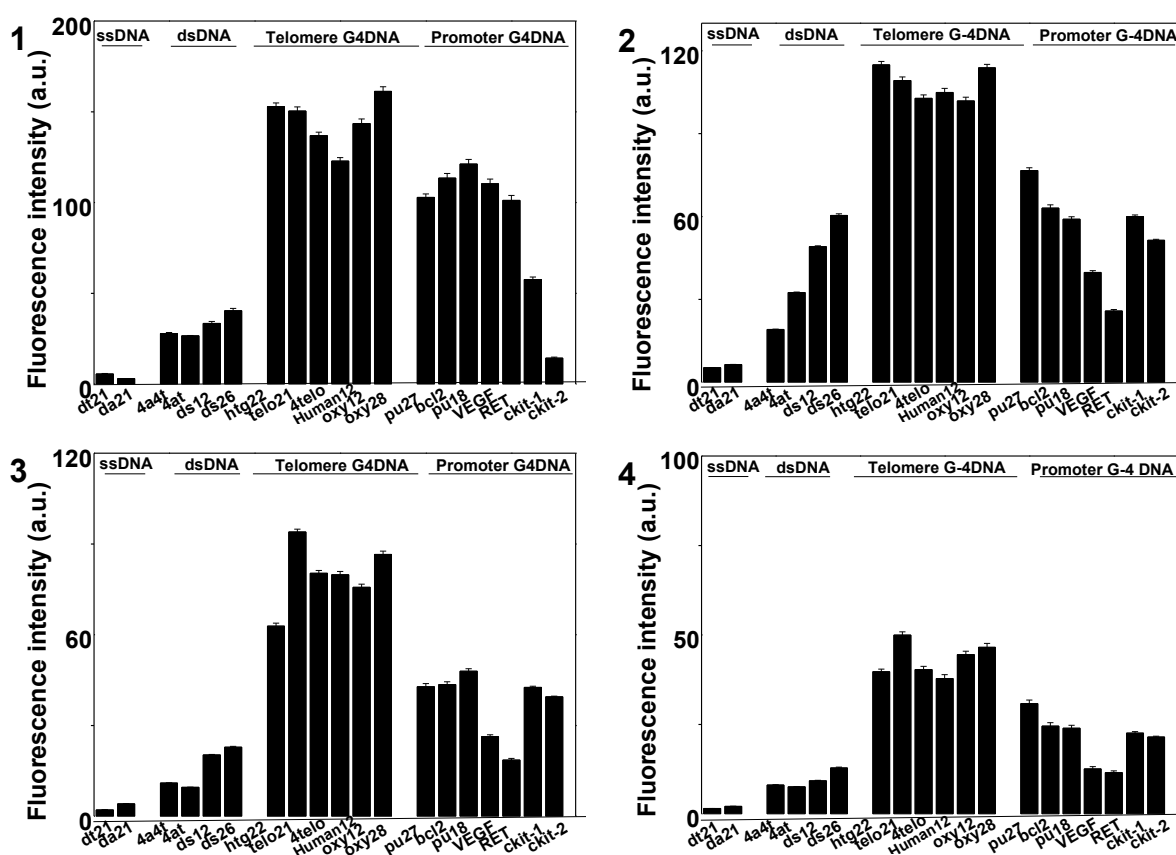 1
Fluorescence intensity (a.u.)
200
100
0
ssDNA dsDNA Telomere G4DNA Promoter G4DNA
dt21 da21 4a4t 4at ds12 ds26 htg22 telo21 4telo Human12 oxy12 oxy28 pu27 bcl2 pu18 VEGF RET ckit-1 ckit-2
2
Fluorescence intensity (a.u.)
120
60
0
ssDNA dsDNA Telomere G-4DNA Promoter G-4DNA
dt21 da21 4a4t 4at ds12 ds26 htg22 telo21 4telo Human12 oxy12 oxy28 pu27 bcl2 pu18 VEGF RET ckit-1 ckit-2
3
Fluorescence intensity (a.u.)
120
60
0
ssDNA dsDNA Telomere G4DNA Promoter G4DNA
dt21 da21 4a4t 4at ds12 ds26 htg22 telo21 4telo Human12 oxy12 oxy28 pu27 bcl2 pu18 VEGF RET ckit-1 ckit-2
4
Fluorescence intensity (a.u.)
100
50
0
ssDNA dsDNA Telomere G-4DNA Promoter G-4 DNA
dt21 da21 4a4t 4at ds12 ds26 htg22 telo21 4telo Human12 oxy12 oxy28 pu27 bcl2 pu18 VEGF RET ckit-1 ckit-2